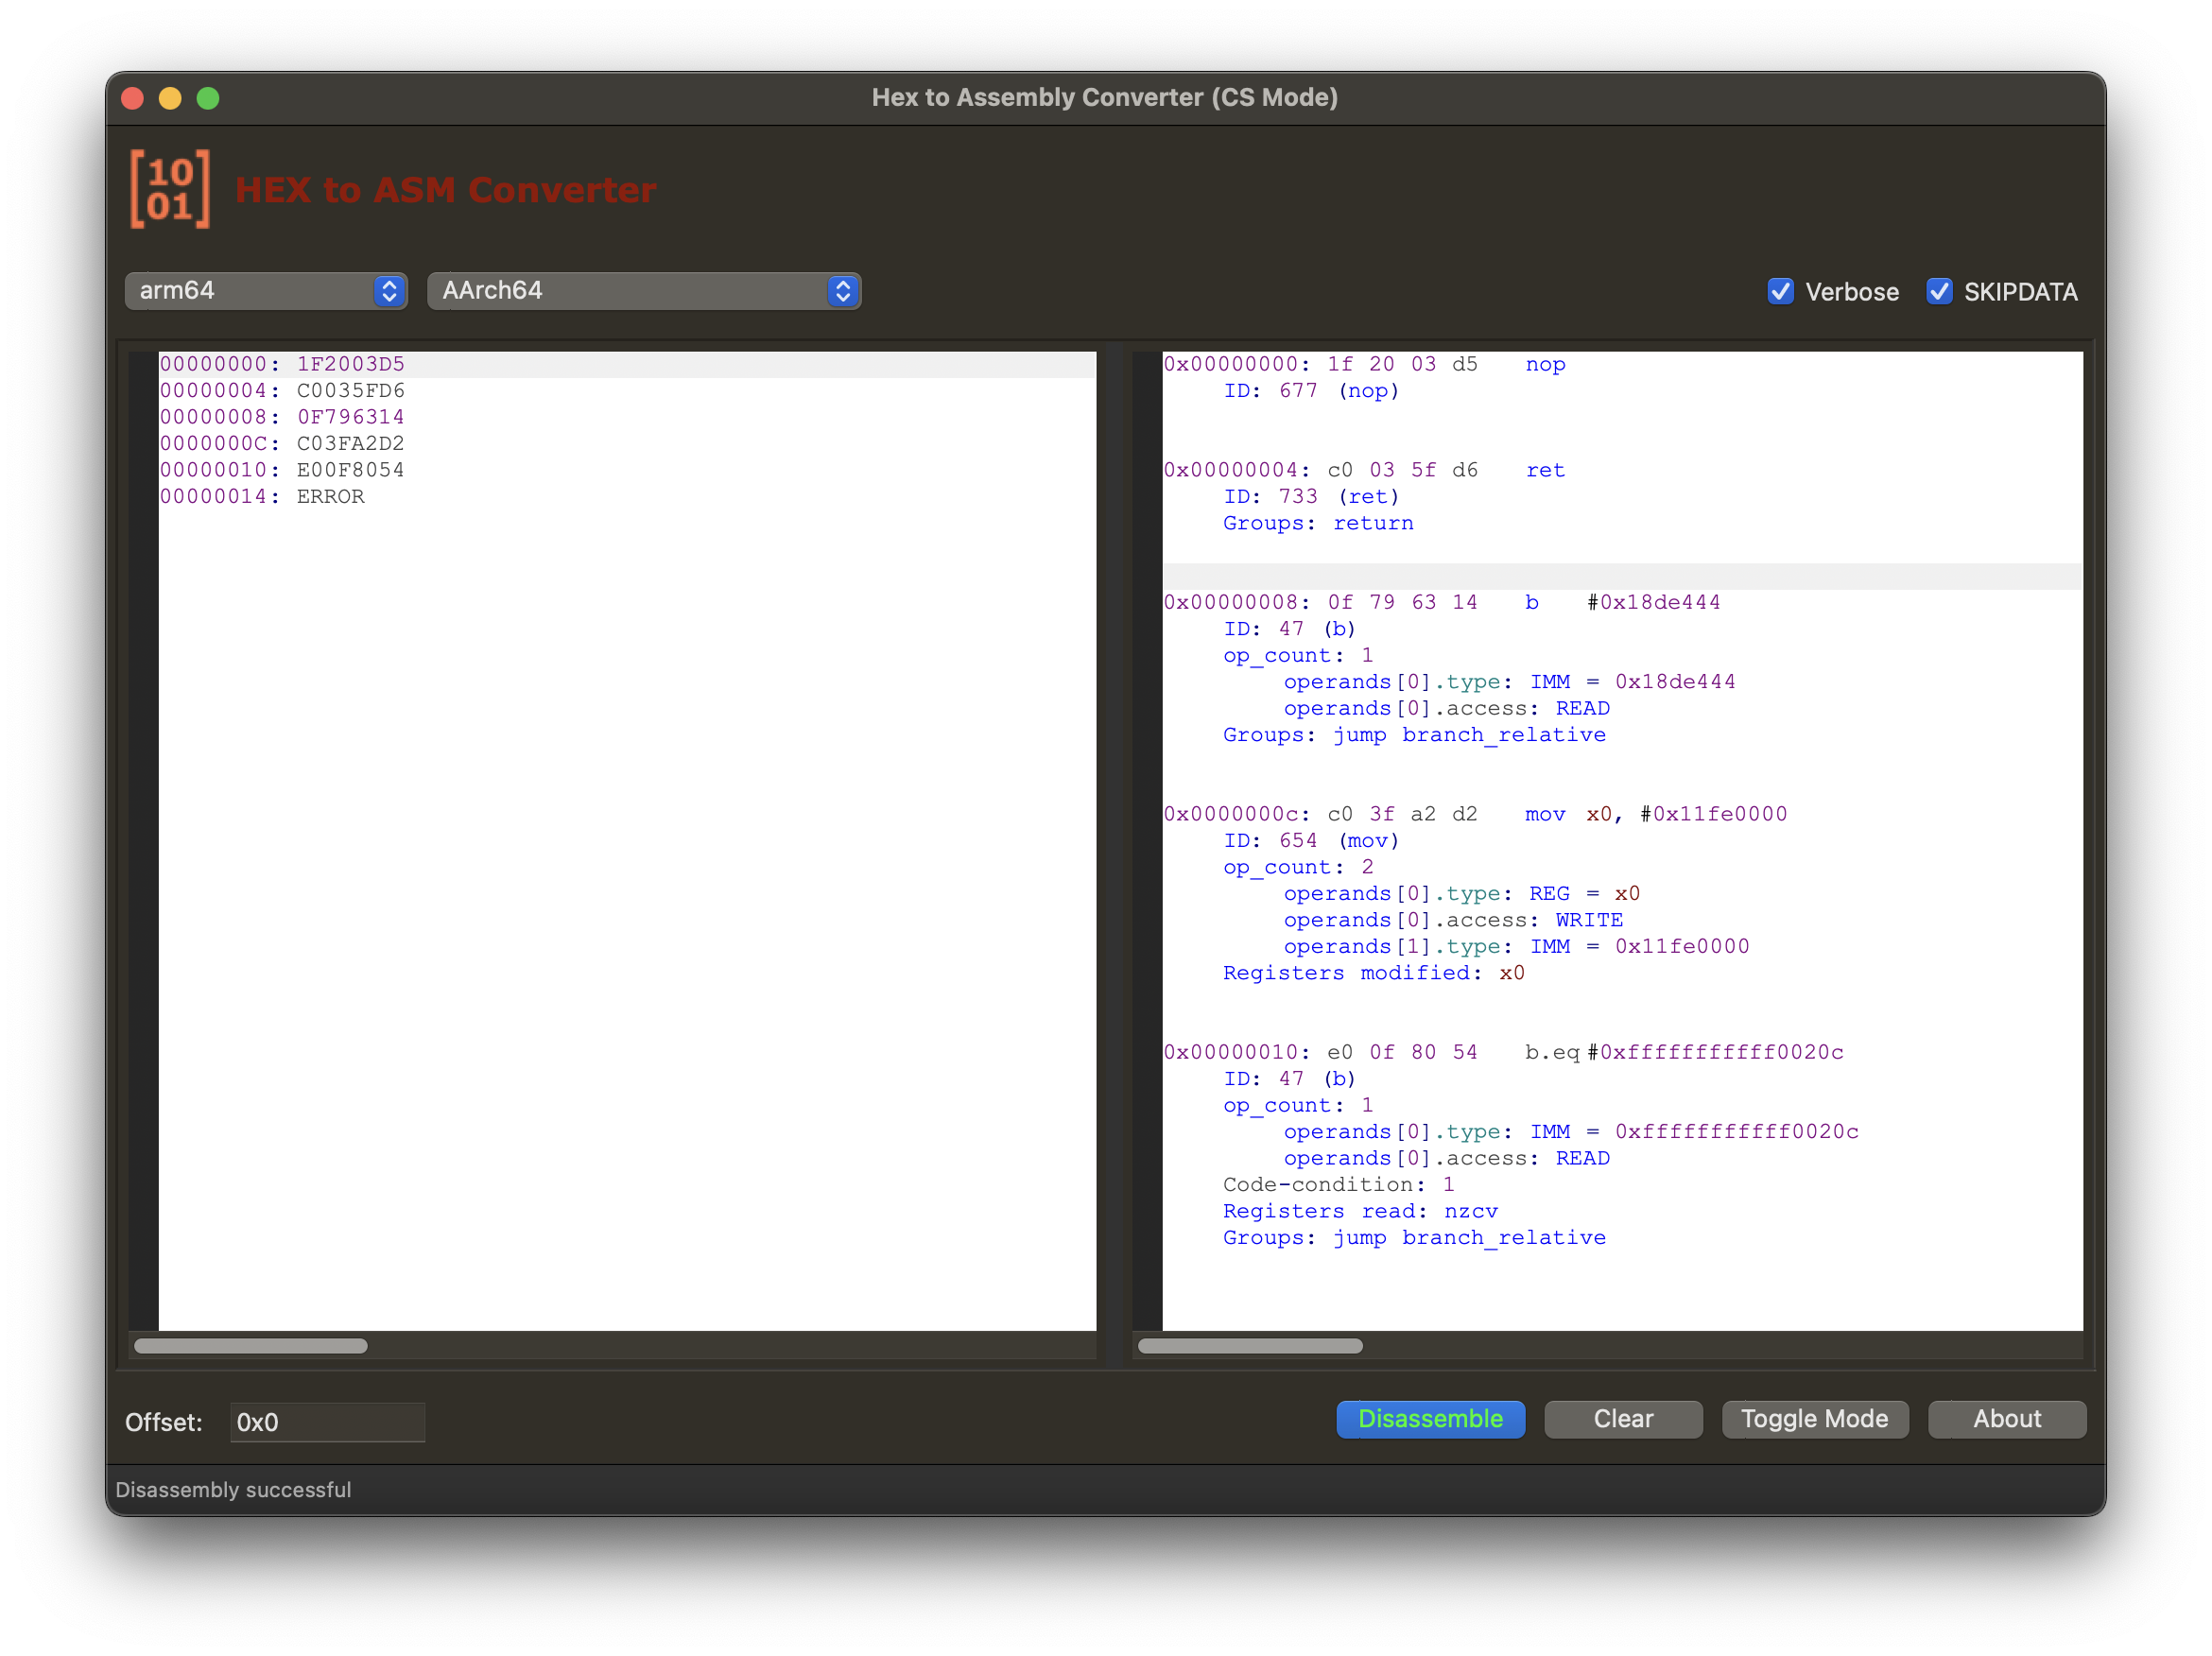 Hex to Assembly Converter (CS Mode)
10
01
HEX to ASM Converter
arm64 AArch64 Verbose SKIPDATA
00000000: 1F2003D5
00000004: C0035FD6
00000008: 0F796314
0000000C: C03FA2D2
00000010: E00F8054
00000014: ERROR
0x00000000: 1f 20 03 d5 nop
ID: 677 (nop)
0x00000004: c0 03 5f d6 ret
ID: 733 (ret)
Groups: return
0x00000008: 0f 79 63 14 b #0x18de444
ID: 47 (b)
op_count: 1
operands[0].type: IMM = 0x18de444
operands[0].access: READ
Groups: jump branch_relative
0x0000000c: c0 3f a2 d2 mov x0, #0x11fe0000
ID: 654 (mov)
op_count: 2
operands[0].type: REG = x0
operands[0].access: WRITE
operands[1].type: IMM = 0x11fe0000
Registers modified: x0
0x00000010: e0 0f 80 54 b.eq #0xfffffffffff0020c
ID: 47 (b)
op_count: 1
operands[0].type: IMM = 0xfffffffffff0020c
operands[0].access: READ
Code-condition: 1
Registers read: nzcv
Groups: jump branch_relative
Offset: 0x0 Disassemble Clear Toggle Mode About
Disassembly successful